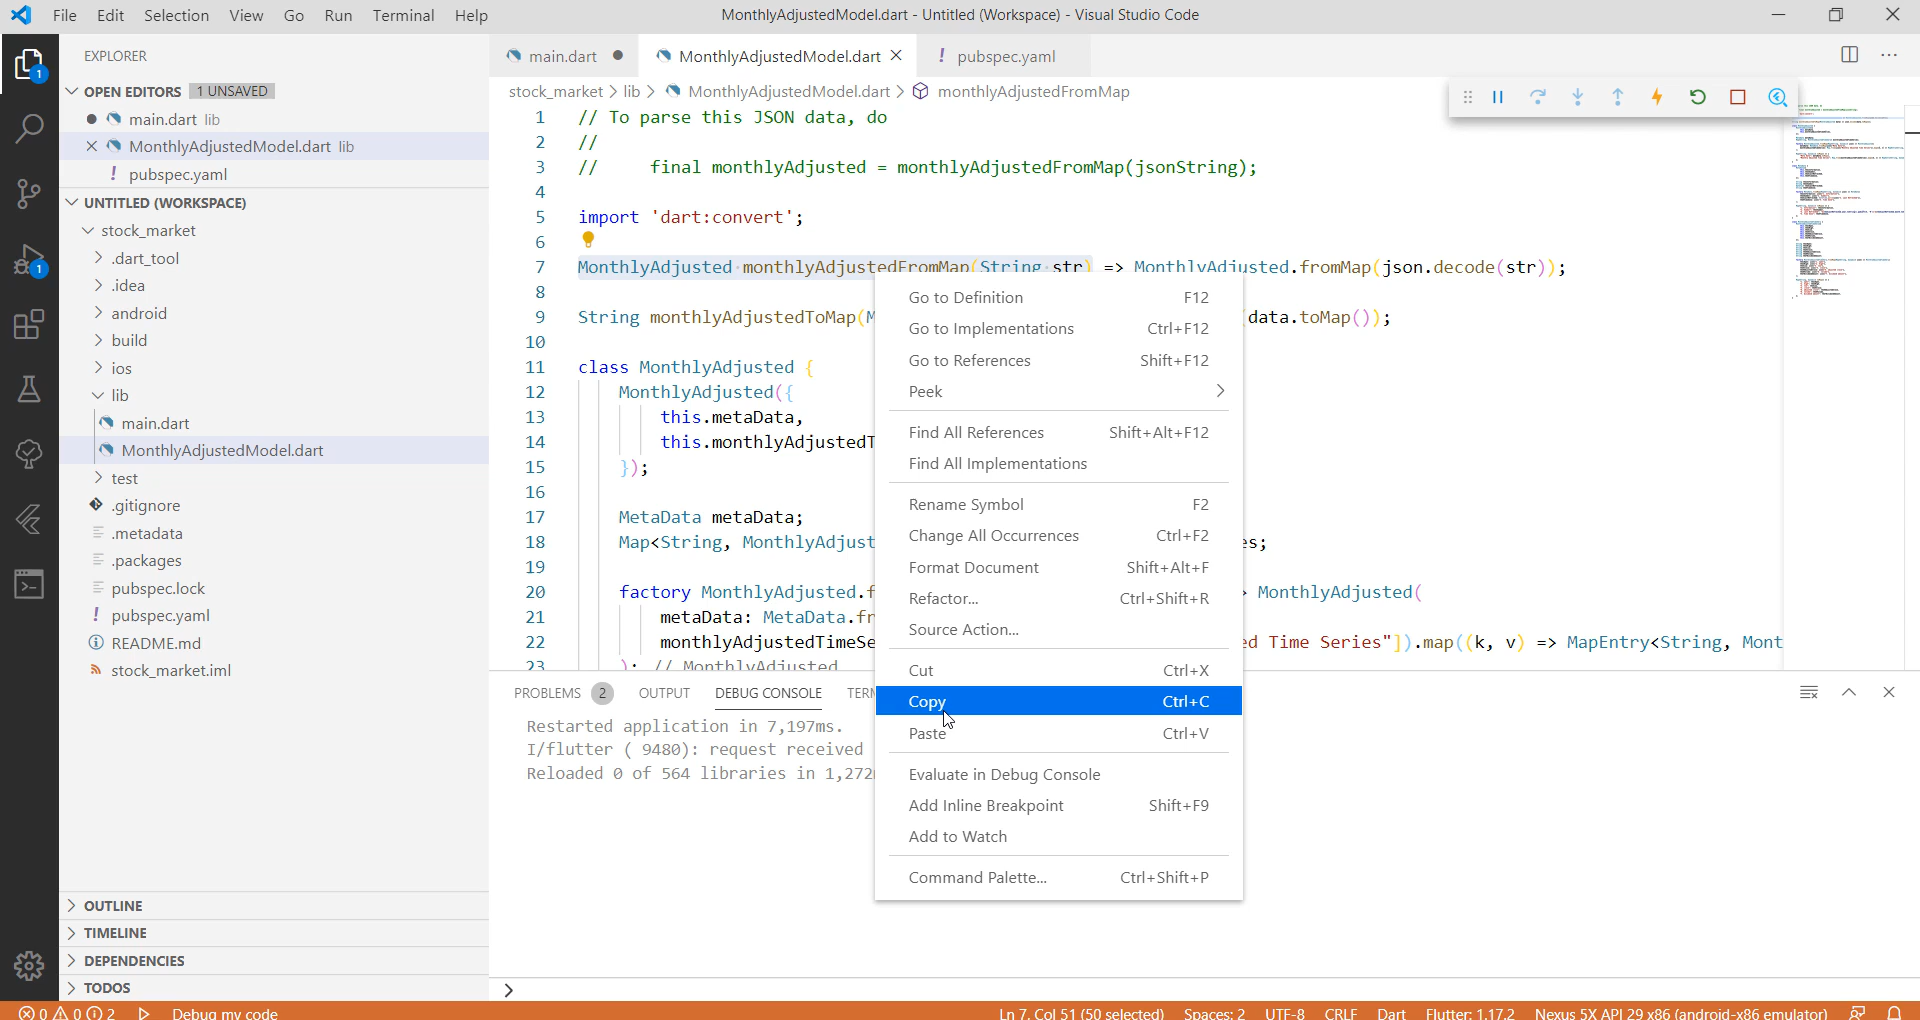 File Edit Selection View Go Run Terminal Help
MonthlyAdjustedModel.dart - Untitled (Workspace) - Visual Studio Code
EXPLORER
OPEN EDITORS 1 UNSAVED
main.dart lib
MonthlyAdjustedModel.dart lib
! pubspec.yaml
UNTITLED (WORKSPACE)
stock_market
.dart_tool
.idea
android
build
ios
lib
main.dart
MonthlyAdjustedModel.dart
test
.gitignore
.metadata
.packages
pubspec.lock
! pubspec.yaml
README.md
stock_market.iml
OUTLINE
TIMELINE
DEPENDENCIES
TODOS
1
1
main.dart
MonthlyAdjustedModel.dart
! pubspec.yaml
stock_market > lib > MonthlyAdjustedModel.dart > monthlyAdjustedFromMap
1 // To parse this JSON data, do
2 //
3 // final monthlyAdjusted = monthlyAdjustedFromMap(jsonString);
4
5 import 'dart:convert';
6
7 MonthlyAdjusted monthlyAdjustedFromMap(String str) => MonthlyAdjusted.fromMap(json.decode(str));
8
9 String monthlyAdjustedToMap( (data.toMap());
10
11 class MonthlyAdjusted {
12 MonthlyAdjusted({
13 this.metaData,
14 this.monthlyAdjustedT
15 });
16
17 MetaData metaData;
18 Map<String, MonthlyAdjust es;
19
20 factory MonthlyAdjusted.f MonthlyAdjusted(
21 metaData: MetaData.fr
22 monthlyAdjustedTimeSe ed Time Series"]).map((k, v) => MapEntry<String, Mont
23 ); // MonthlyAdjusted
Go to Definition F12
Go to Implementations Ctrl+F12
Go to References Shift+F12
Peek
Find All References Shift+Alt+F12
Find All Implementations
Rename Symbol F2
Change All Occurrences Ctrl+F2
Format Document Shift+Alt+F
Refactor... Ctrl+Shift+R
Source Action...
Cut Ctrl+X
Copy Ctrl+C
Paste Ctrl+V
Evaluate in Debug Console
Add Inline Breakpoint Shift+F9
Add to Watch
Command Palette... Ctrl+Shift+P
PROBLEMS 2 OUTPUT DEBUG CONSOLE TERM
Restarted application in 7,197ms.
I/flutter ( 9480): request received
Reloaded 0 of 564 libraries in 1,272
0 0 2 Debug my code
Ln 7, Col 51 (50 selected) Spaces: 2 UTF-8 CRLF Dart Flutter: 1.17.2 Nexus 5X API 29 x86 (android-x86 emulator)